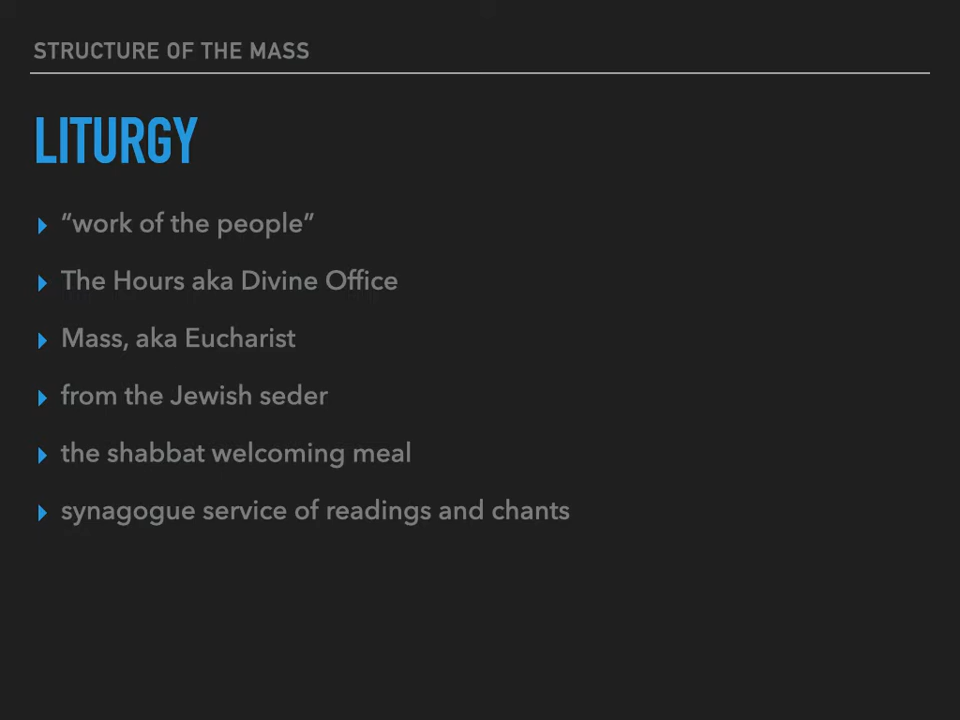 STRUCTURE OF THE MASS
LITURGY
“work of the people”
The Hours aka Divine Office
Mass, aka Eucharist
from the Jewish seder
the shabbat welcoming meal
synagogue service of readings and chants